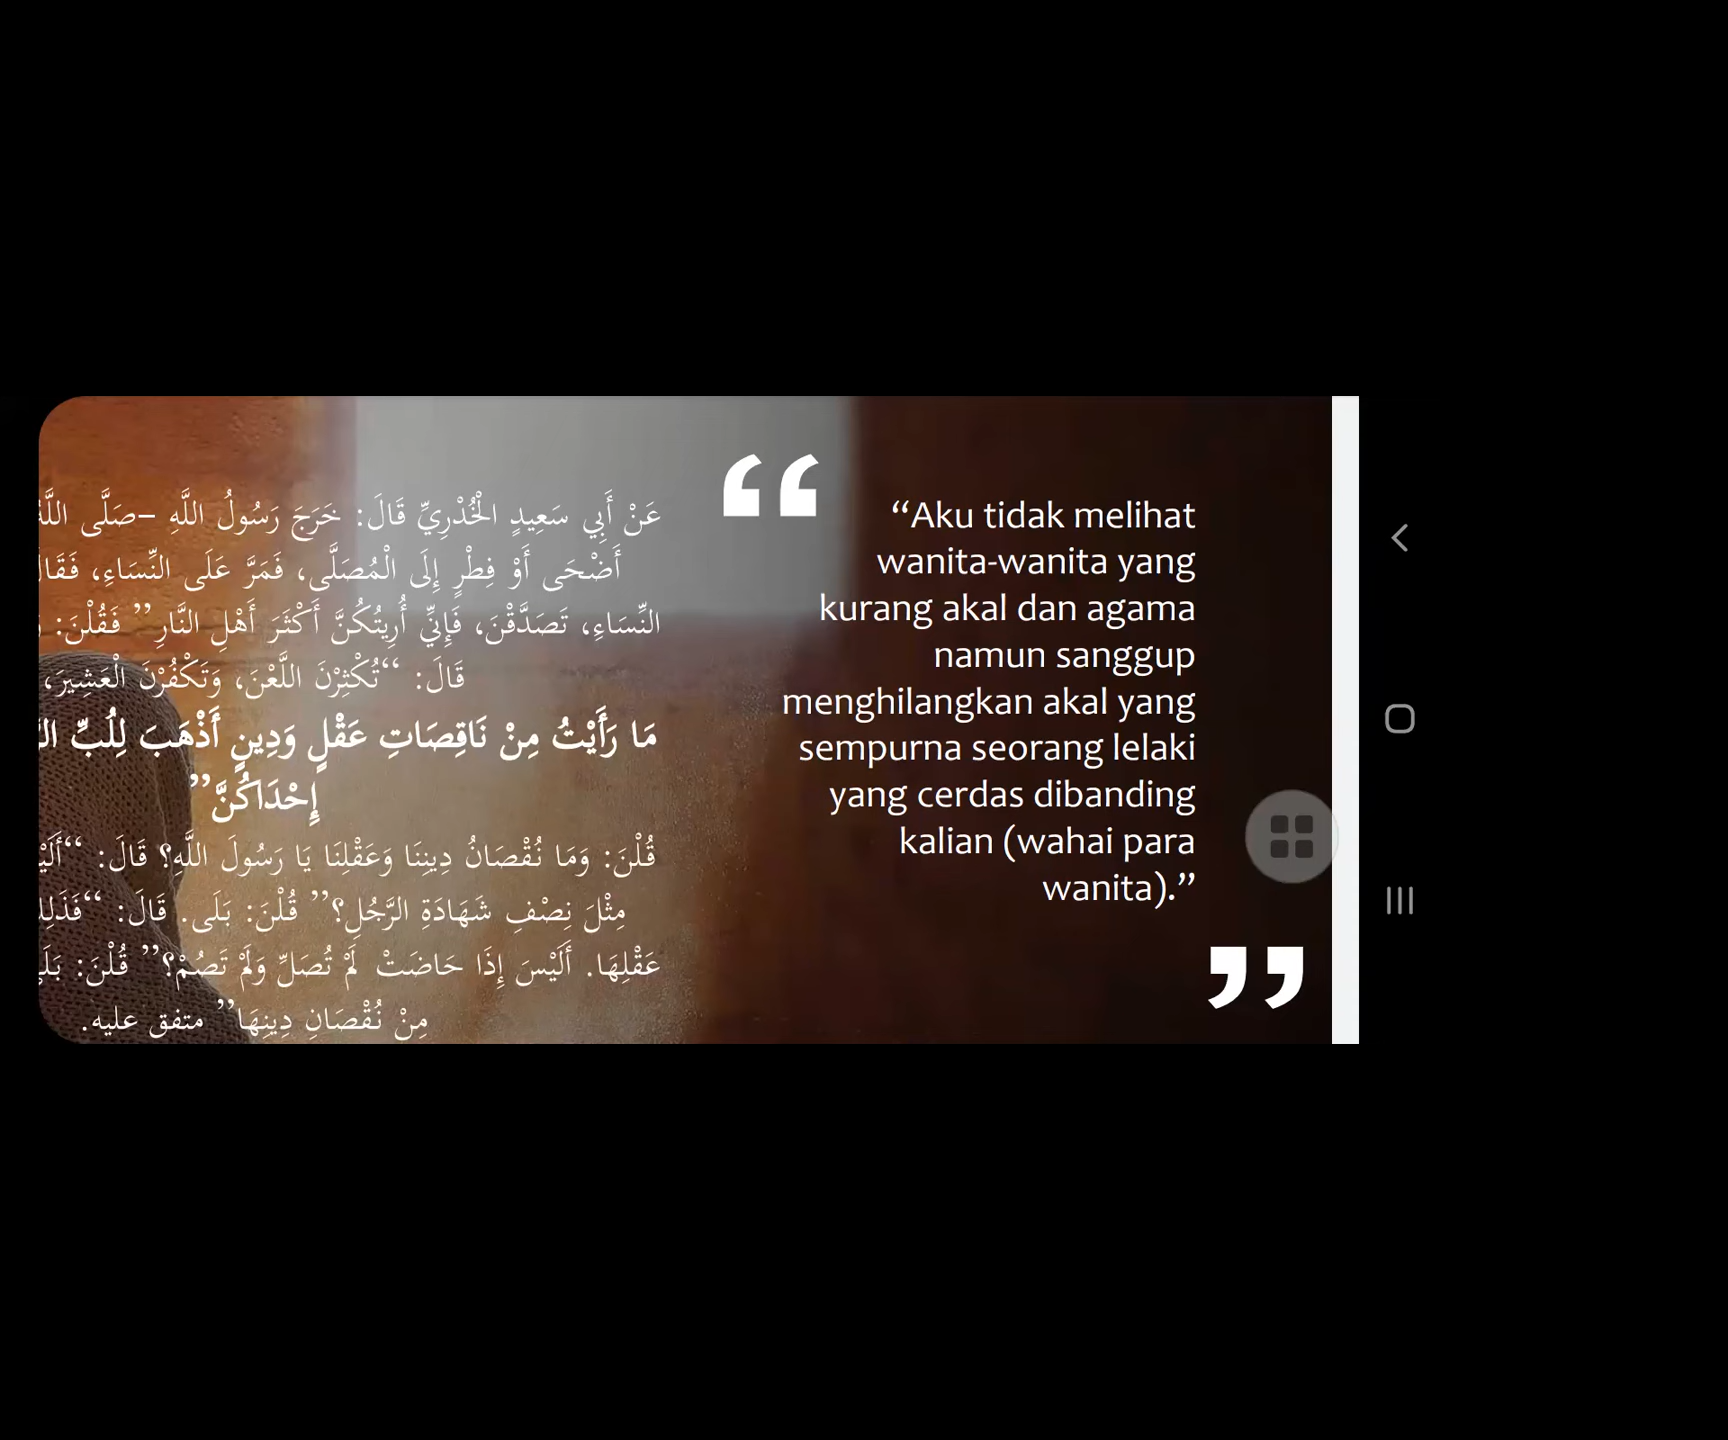 عَنْ أَبِي سَعِيدٍ الْخُدْرِيِّ قَالَ: خَرَجَ رَسُولُ اللَّهِ –صَلَّى
أَضْحَى أَوْ فِطْرٍ إِلَى الْمُصَلَّى، فَمَرَّ عَلَى النِّسَاءِ،
النِّسَاءِ، تَصَدَّقْنَ، فَإِنِّي أُرِيتُكُنَّ أَكْثَرَ أَهْلِ النَّارِ” فَقُلْنَ:
قَالَ: “تُكْثِرْنَ اللَّعْنَ، وَتَكْفُرْنَ الْعَشِيرَ،
مَا رَأَيْتُ مِنْ نَاقِصَاتِ عَقْلٍ وَدِينٍ أَذْهَبَ لِلُبِّ
إِحْدَاكُنَّ”
قُلْنَ: وَمَا نُقْصَانُ دِينِنَا وَعَقْلِنَا يَا رَسُولَ اللَّهِ؟ قَالَ:
مِثْلَ نِصْفِ شَهَادَةِ الرَّجُلِ؟” قُلْنَ: بَلَى. قَالَ:
عَقْلِهَا. أَلَيْسَ إِذَا حَاضَتْ لَمْ تُصَلِّ وَلَمْ تَصُمْ؟” قُلْنَ:
مِنْ نُقْصَانِ دِينِهَا” متفق عليه.
“Aku tidak melihat
wanita-wanita yang
kurang akal dan agama
namun sanggup
menghilangkan akal yang
sempurna seorang lelaki
yang cerdas dibanding
kalian (wahai para
wanita).”